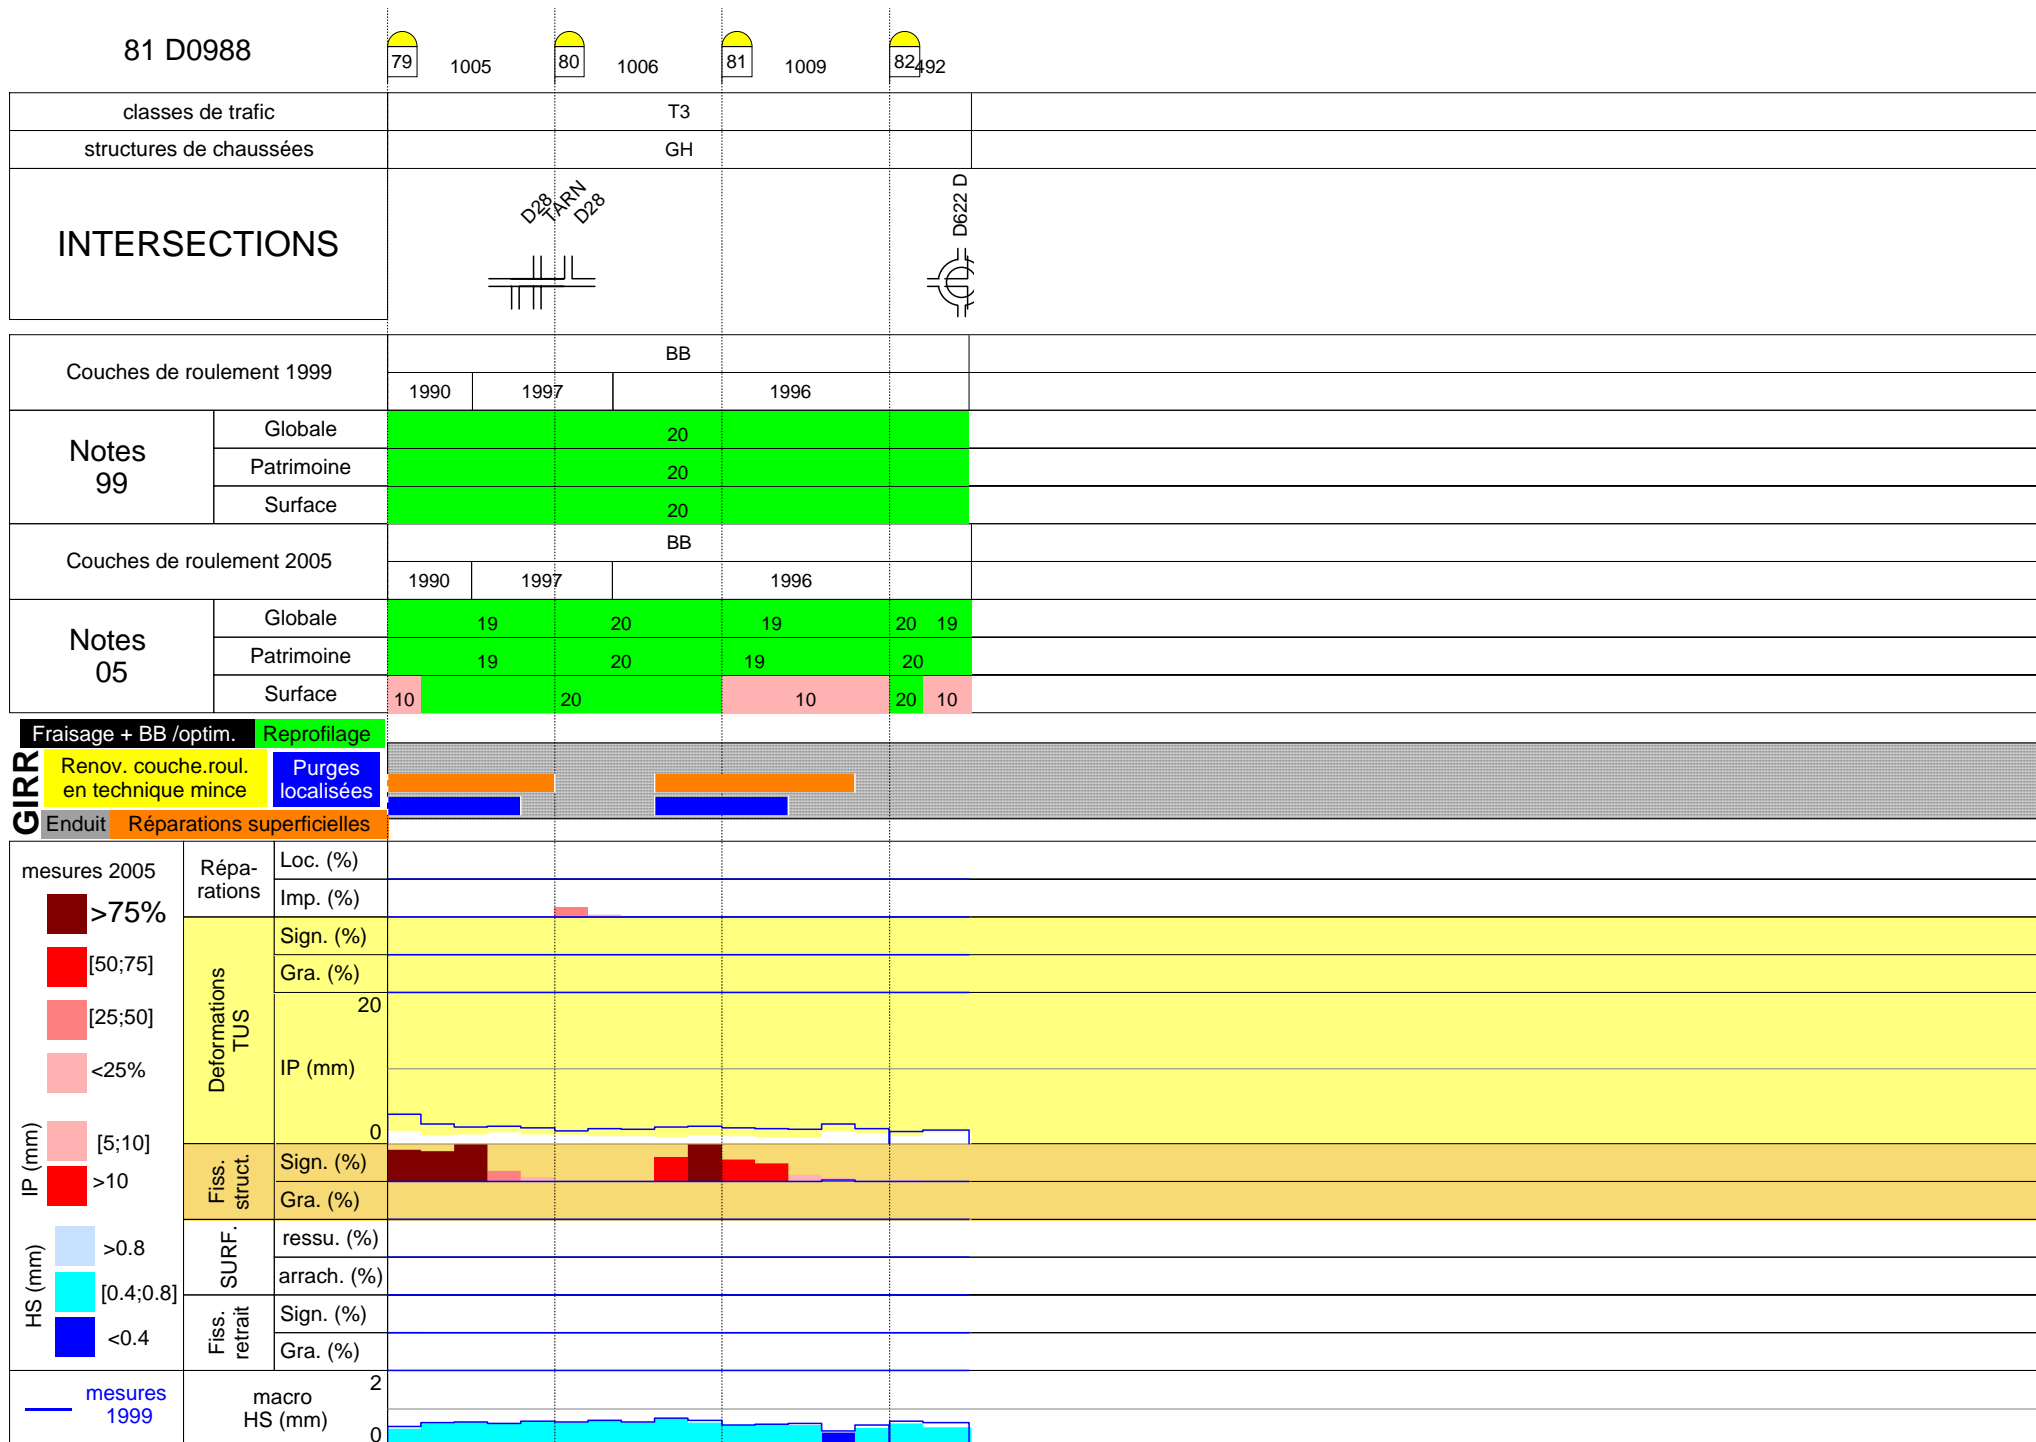 81 D0988
79 1005 80 1006 81 1009 82 492
classes de trafic T3
structures de chaussées GH
INTERSECTIONS
D28 TARN D28 D622 D
Couches de roulement 1999
BB
1990 1997 1996
Notes 99
Globale 20
Patrimoine 20
Surface 20
Couches de roulement 2005
BB
1990 1997 1996
Notes 05
Globale 19 20 19 20 19
Patrimoine 19 20 19 20
Surface 10 20 10 20 10
GIRR
Fraisage + BB /optim. Reprofilage
Renov. couche.roul.
en technique mince
Purges
localisées
Enduit Réparations superficielles
mesures 2005
>75%
[50;75]
[25;50]
<25%
IP (mm)
[5;10]
>10
HS (mm)
>0.8
[0.4;0.8]
<0.4
mesures
1999
Répa-
rations
Loc. (%)
Imp. (%)
Deformations
TUS
Sign. (%)
Gra. (%)
20
IP (mm)
0
Fiss.
struct.
Sign. (%)
Gra. (%)
SURF.
ressu. (%)
arrach. (%)
Fiss.
retrait
Sign. (%)
Gra. (%)
macro
HS (mm)
2
0